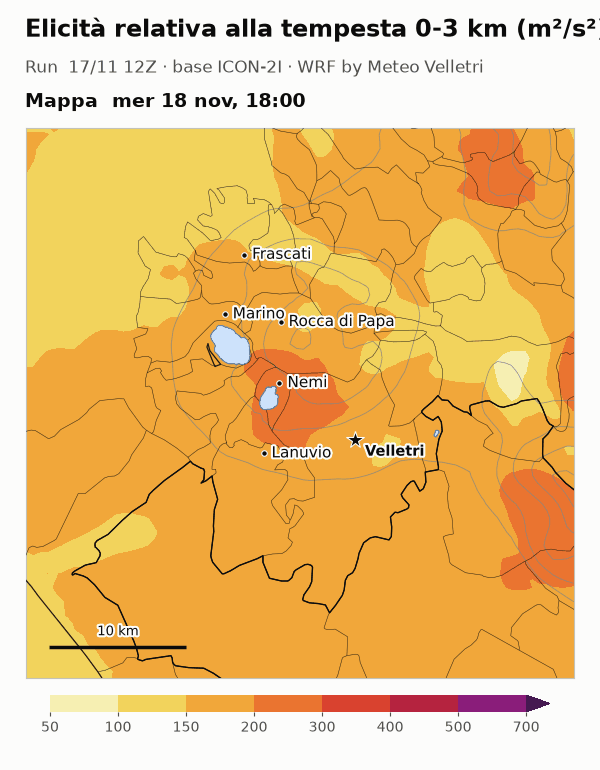 Elicità relativa alla tempesta 0-3 km (m²/s²)
Run  17/11 12Z · base ICON-2I · WRF by Meteo Velletri
Mappa  mer 18 nov, 18:00
Frascati
Marino
Rocca di Papa
Nemi
Velletri
Lanuvio
10 km
50 100 150 200 300 400 500 700